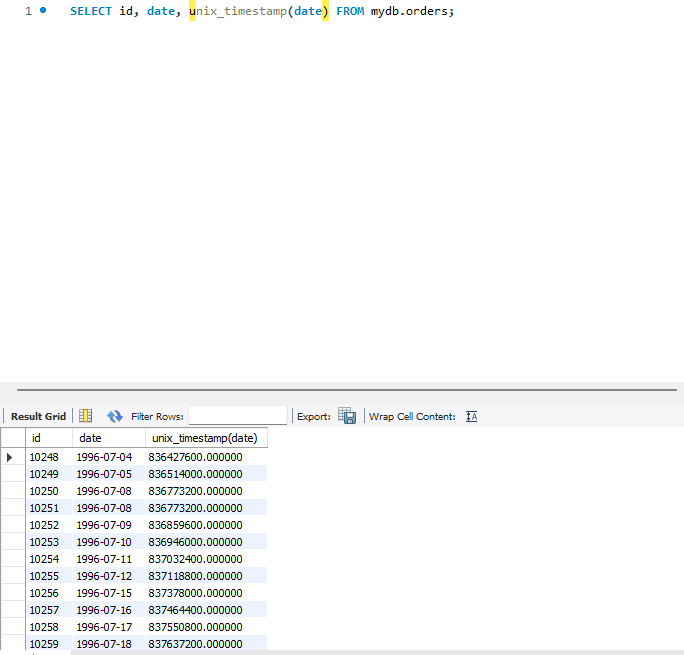 1 SELECT id, date, unix_timestamp(date) FROM mydb.orders;
Result Grid Filter Rows: Export: Wrap Cell Content:
id date unix_timestamp(date)
10248 1996-07-04 836427600.000000
10249 1996-07-05 836514000.000000
10250 1996-07-08 836773200.000000
10251 1996-07-08 836773200.000000
10252 1996-07-09 836859600.000000
10253 1996-07-10 836946000.000000
10254 1996-07-11 837032400.000000
10255 1996-07-12 837118800.000000
10256 1996-07-15 837378000.000000
10257 1996-07-16 837464400.000000
10258 1996-07-17 837550800.000000
10259 1996-07-18 837637200.000000